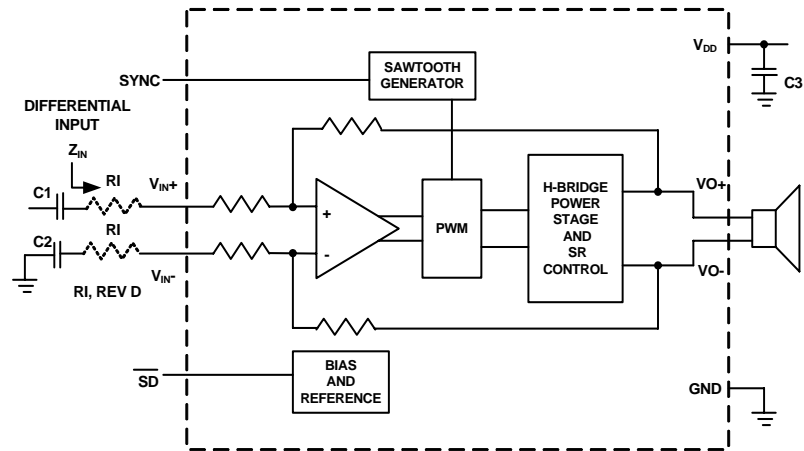 SYNC
SAWTOOTH
GENERATOR
VDD
C3
DIFFERENTIAL
INPUT
ZIN
C1
RI
VIN+
C2
RI
VIN-
RI, REV D
+
-
PWM
H-BRIDGE
POWER
STAGE
AND
SR
CONTROL
VO+
VO-
SD
BIAS
AND
REFERENCE
GND